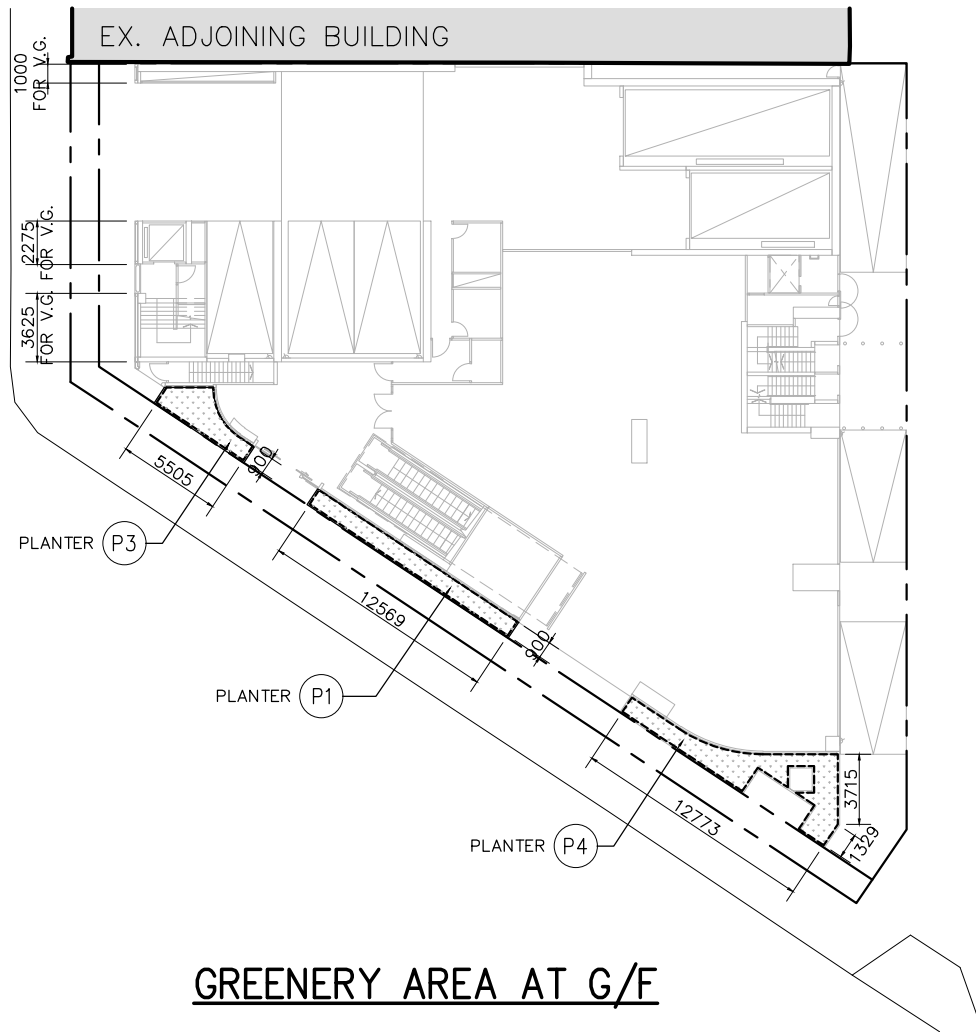 EX. ADJOINING BUILDING
1000
FOR V.G.
2275
FOR V.G.
3625
FOR V.G.
5505
900
PLANTER P3
12569
900
PLANTER P1
12773
3715
1329
PLANTER P4
GREENERY AREA AT G/F